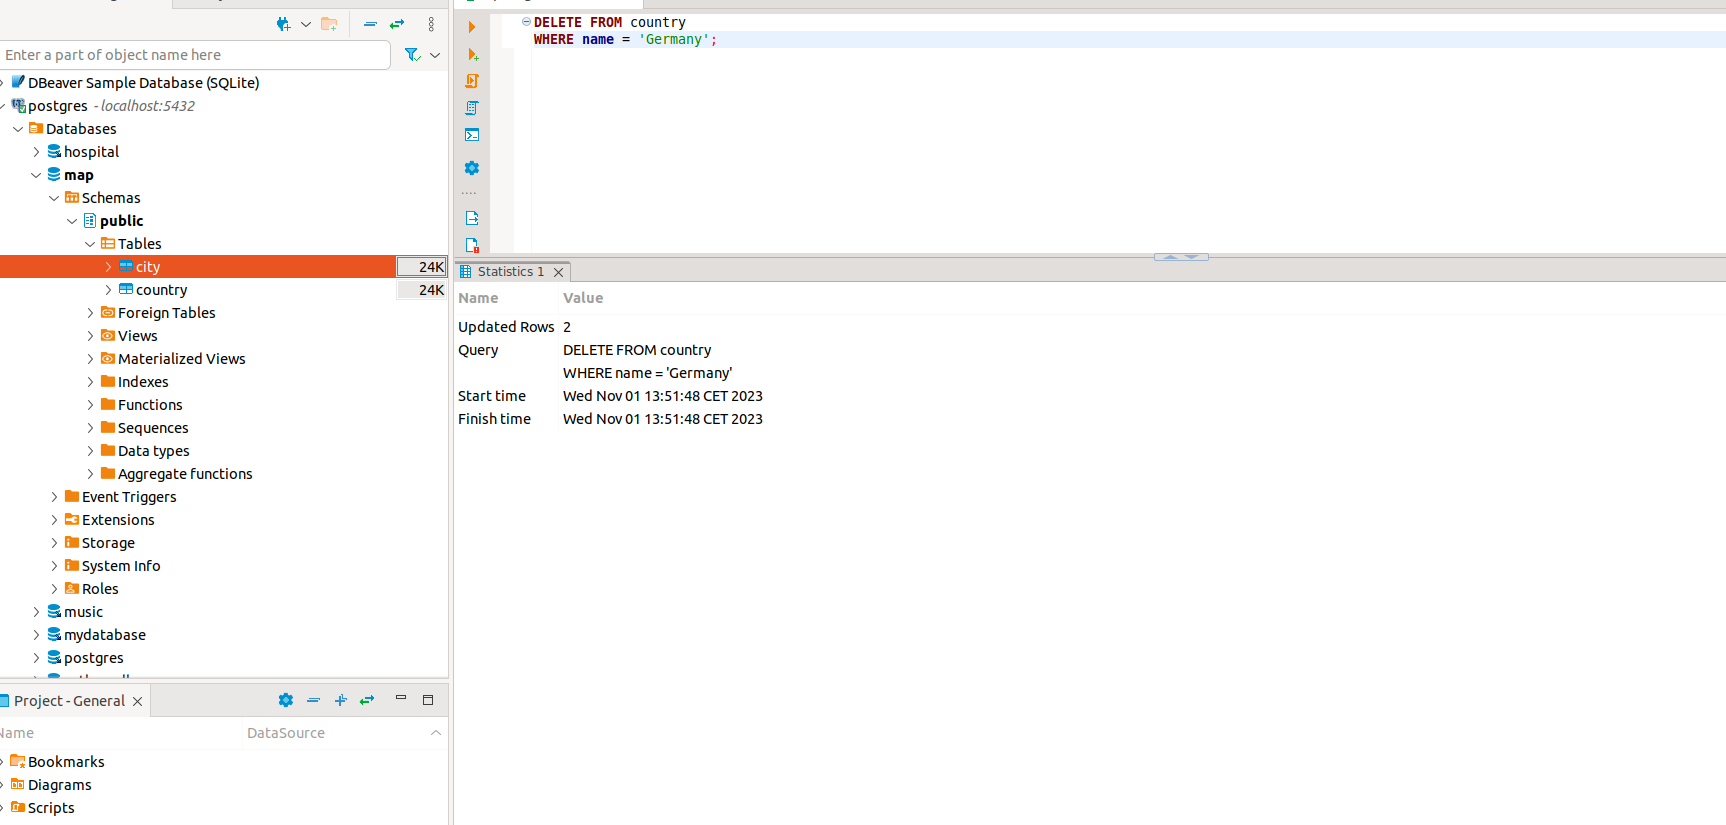 Enter a part of object name here
DBeaver Sample Database (SQLite)
postgres - localhost:5432
Databases
hospital
map
Schemas
public
Tables
city 24K
country 24K
Foreign Tables
Views
Materialized Views
Indexes
Functions
Sequences
Data types
Aggregate functions
Event Triggers
Extensions
Storage
System Info
Roles
music
mydatabase
postgres
Project - General
Name DataSource
Bookmarks
Diagrams
Scripts
DELETE FROM country
WHERE name = 'Germany';
Statistics 1
Name Value
Updated Rows 2
Query DELETE FROM country
WHERE name = 'Germany'
Start time Wed Nov 01 13:51:48 CET 2023
Finish time Wed Nov 01 13:51:48 CET 2023